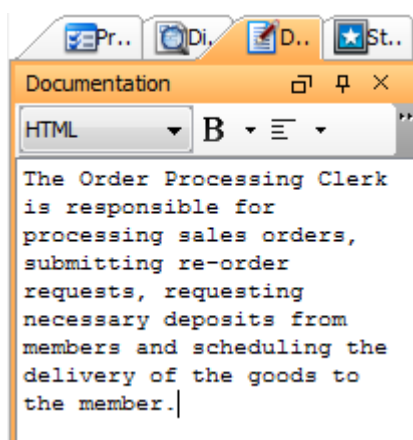 Pr.. Di. D.. St..
Documentation
HTML B
The Order Processing Clerk
is responsible for
processing sales orders,
submitting re-order
requests, requesting
necessary deposits from
members and scheduling the
delivery of the goods to
the member.